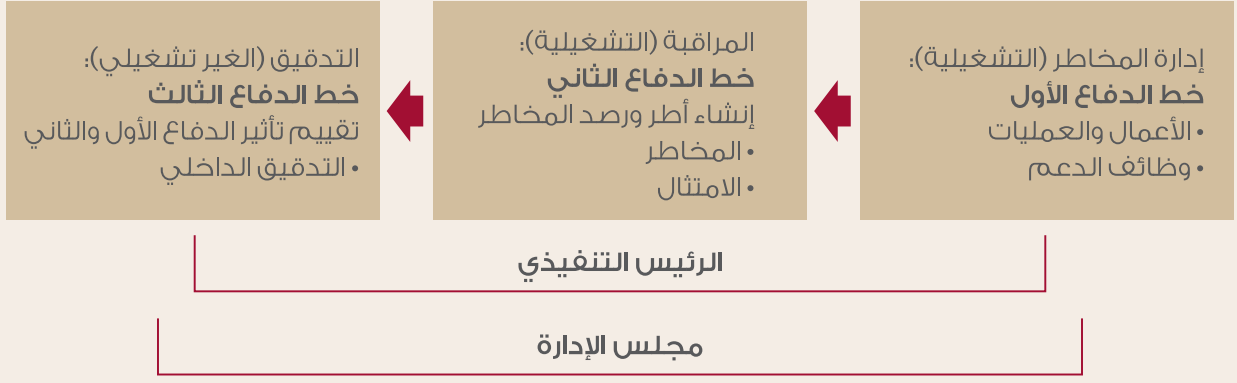 إدارة المخاطر (التشغيلية):
خط الدفاع الأول
• الأعمال والعمليات
• وظائف الدعم
المراقبة (التشغيلية):
خط الدفاع الثاني
إنشاء أطر ورصد المخاطر
• المخاطر
• الامتثال
التدقيق (الغير تشغيلي):
خط الدفاع الثالث
تقييم تأثير الدفاع الأول والثاني
• التدقيق الداخلي
الرئيس التنفيذي
مجلس الإدارة